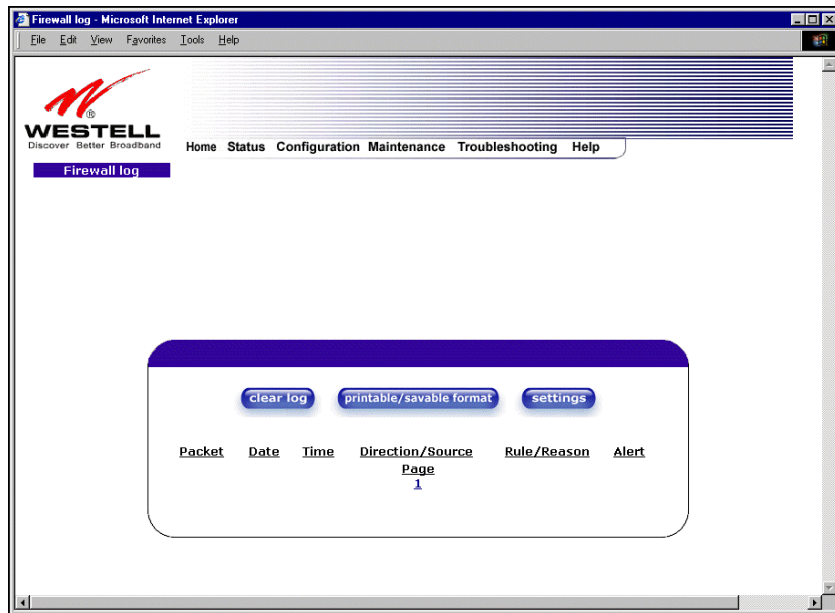 Firewall log - Microsoft Internet Explorer
File Edit View Favorites Tools Help
®
WESTELL
Discover Better Broadband
Home Status Configuration Maintenance Troubleshooting Help
Firewall log
clear log printable/savable format settings
Packet Date Time Direction/Source Rule/Reason Alert
Page
1